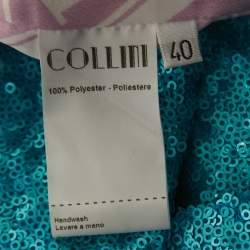 COLLINI
40
100% Polyester - Poliestere
Handwash
Lavare a mano